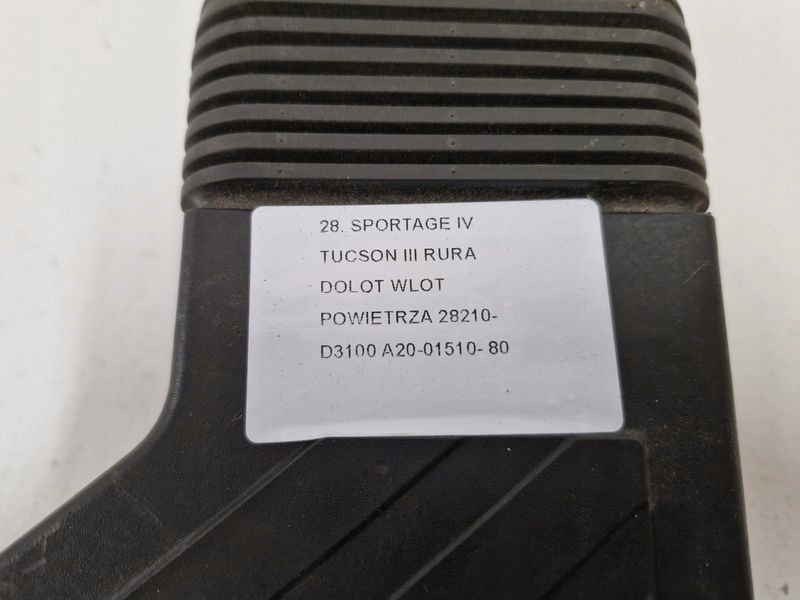 28. SPORTAGE IV
TUCSON III RURA
DOLOT WLOT
POWIETRZA 28210-
D3100 A20-01510- 80